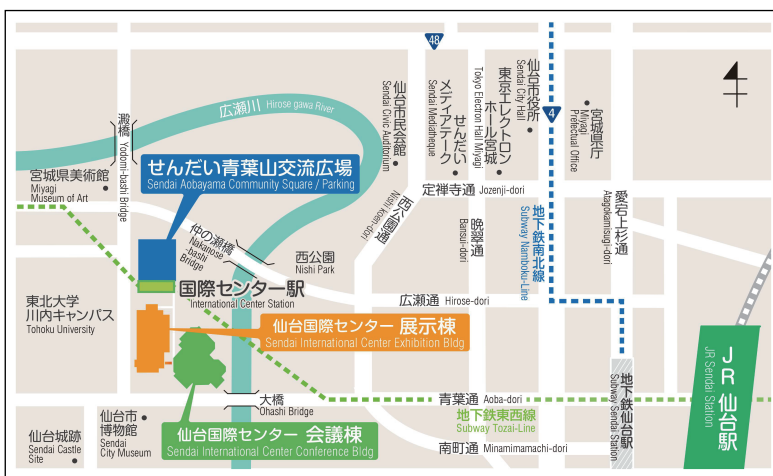 48
4
広瀬川 Hirose gawa River
澱橋
Yodomi-bashi Bridge
仙台市民会館
Sendai Civic Auditorium
せんだい
メディアテーク
Sendai Mediatheque
東京エレクトロン
ホール宮城
Tokyo Electron Hall Miyagi
仙台市役所
Sendai City Hall
宮城県庁
Miyagi
Prefectual Office
せんだい青葉山交流広場
Sendai Aobayama Community Square / Parking
宮城県美術館
Miyagi
Museum of Art
定禅寺通 Jozenji-dori
西公園通
Nishi koen-dori
晩翠通
Bansui-dori
地下鉄南北線
Subway Namboku-Line
愛宕上杉通
Atagokamisugi-dori
仲の瀬橋
Nakanose
-bashi
Bridge
西公園
Nishi Park
国際センター駅
International Center Station
広瀬通 Hirose-dori
東北大学
川内キャンパス
Tohoku University
仙台国際センター 展示棟
Sendai International Center Exhibition Bldg
JR 仙台駅
JR Sendai Station
地下鉄仙台駅
Subway Sendai Station
大橋
Ohashi Bridge
青葉通 Aoba-dori
地下鉄東西線
Subway Tozai-Line
仙台市
博物館
Sendai
City Museum
仙台国際センター 会議棟
Sendai International Center Conference Bldg
仙台城跡
Sendai Castle
Site
南町通 Minamimamachi-dori